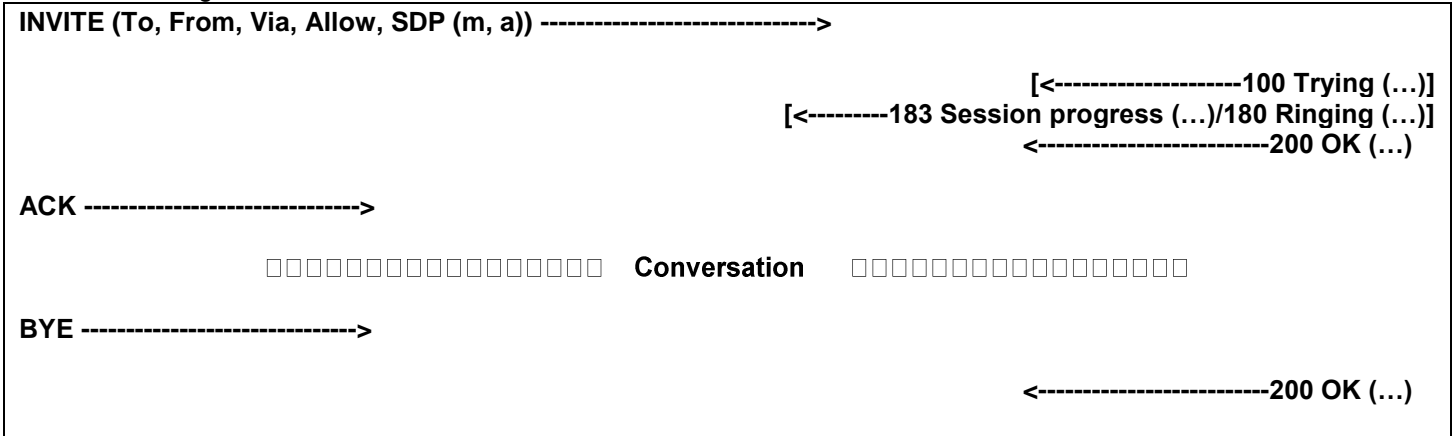 INVITE (To, From, Via, Allow, SDP (m, a)) ------------------------------->
[<---------------------100 Trying (…)]
[<---------183 Session progress (…)/180 Ringing (…)]
<--------------------------200 OK (…)
ACK ------------------------------->
□□□□□□□□□□□□□□□□□ Conversation □□□□□□□□□□□□□□□□□
BYE ------------------------------->
<--------------------------200 OK (…)